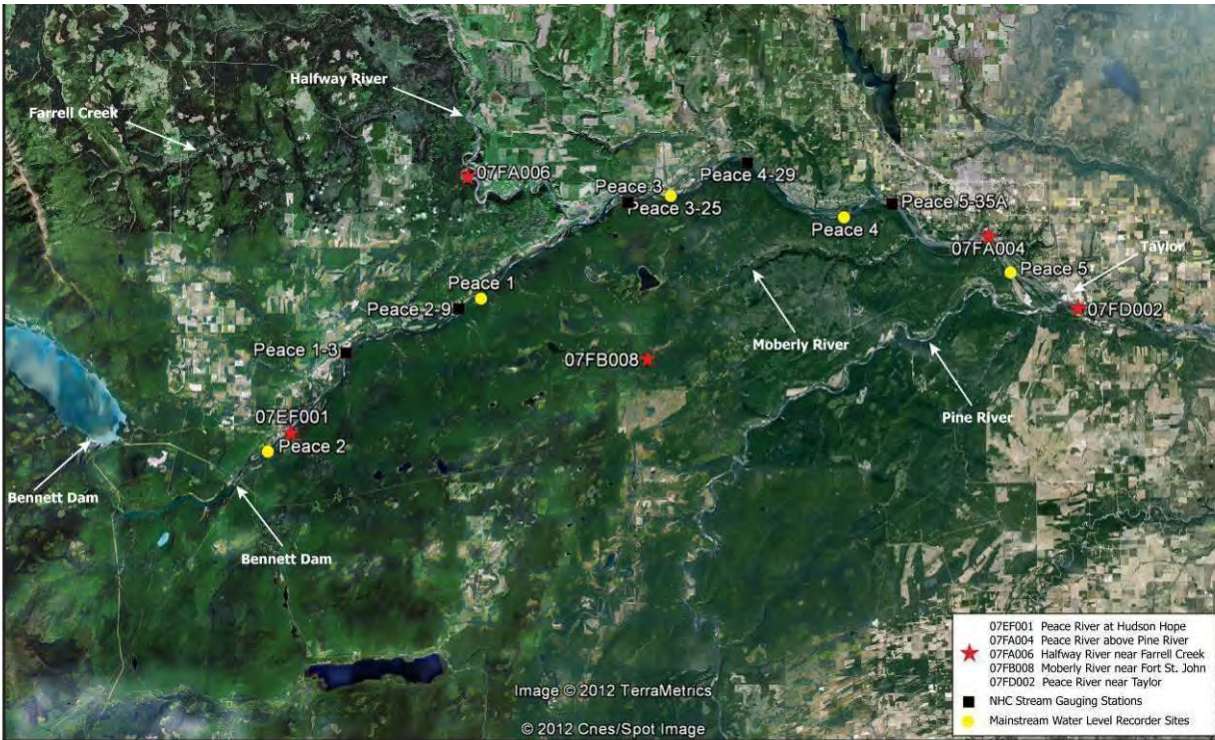 Halfway River
Farrell Creek
07FA006
Peace 4-29
Peace 3
Peace 3-25
Peace 5-35A
Peace 4
07FA004
Taylor
Peace 5
Peace 1
Peace 2-9
07FD002
Moberly River
Peace 1-3
07FB008
Pine River
07EF001
Peace 2
Bennett Dam
Bennett Dam
07EF001 Peace River at Hudson Hope
07FA004 Peace River above Pine River
07FA006 Halfway River near Farrell Creek
07FB008 Moberly River near Fort St. John
07FD002 Peace River near Taylor
NHC Stream Gauging Stations
Mainstream Water Level Recorder Sites
Image © 2012 TerraMetrics
© 2012 Cnes/Spot Image